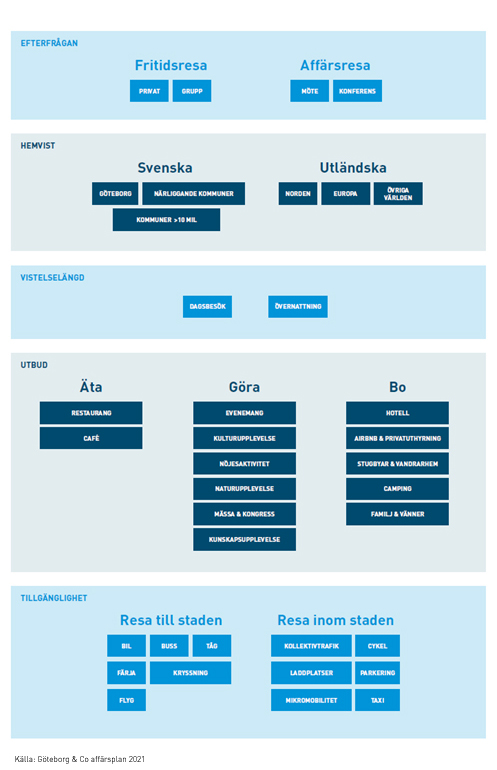 EFTERFRÅGAN
Fritidsresa Affärsresa
PRIVAT GRUPP MÖTE KONFERENS
HEMVIST
Svenska Utländska
GÖTEBORG NÄRLIGGANDE KOMMUNER NORDEN EUROPA ÖVRIGA VÄRLDEN
KOMMUNER >10 MIL
VISTELSELÄNGD
DAGSBESÖK ÖVERNATTNING
UTBUD
Äta Göra Bo
RESTAURANG EVENEMANG HOTELL
CAFÉ KULTURUPPLEVELSE AIRBNB & PRIVATUTHYRNING
NÖJESAKTIVITET STUGBYAR & VANDRARHEM
NATURUPPLEVELSE CAMPING
MÄSSA & KONGRESS FAMILJ & VÄNNER
KUNSKAPSUPPLEVELSE
TILLGÄNGLIGHET
Resa till staden Resa inom staden
BIL BUSS TÅG KOLLEKTIVTRAFIK CYKEL
FÄRJA KRYSSNING LADDPLATSER PARKERING
FLYG MIKROMOBILITET TAXI
Källa: Göteborg & Co affärsplan 2021